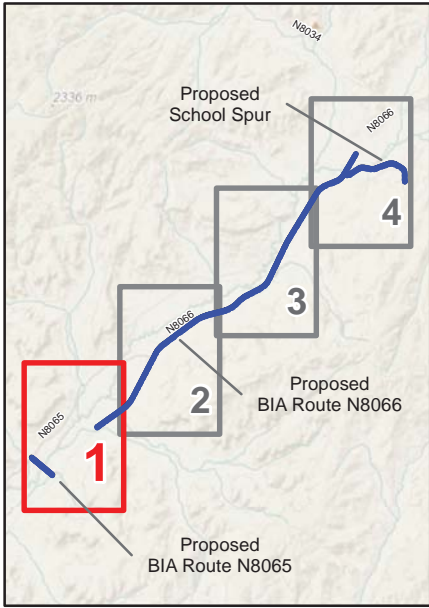 N8034
2336 m
Proposed
School Spur
N8066
4
3
N8066
2
Proposed
BIA Route N8066
N8065
1
Proposed
BIA Route N8065